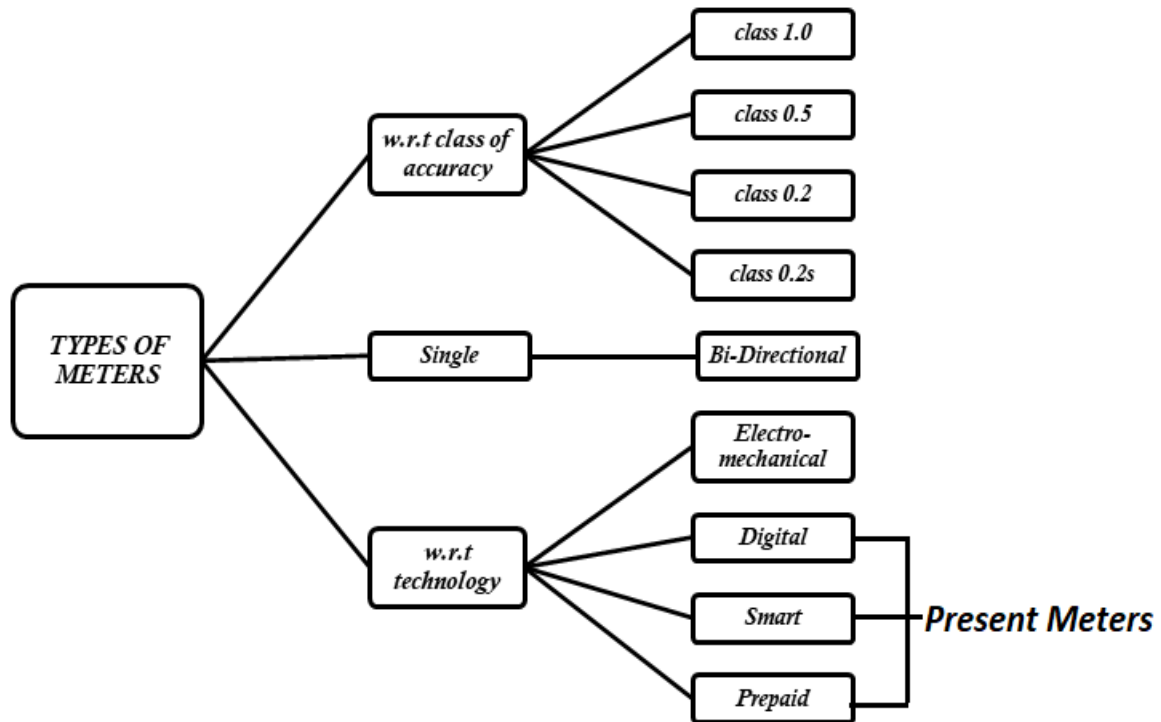 TYPES OF
METERS
w.r.t class of
accuracy
class 1.0
class 0.5
class 0.2
class 0.2s
Single
Bi-Directional
w.r.t
technology
Electro-
mechanical
Digital
Smart
Prepaid
Present Meters